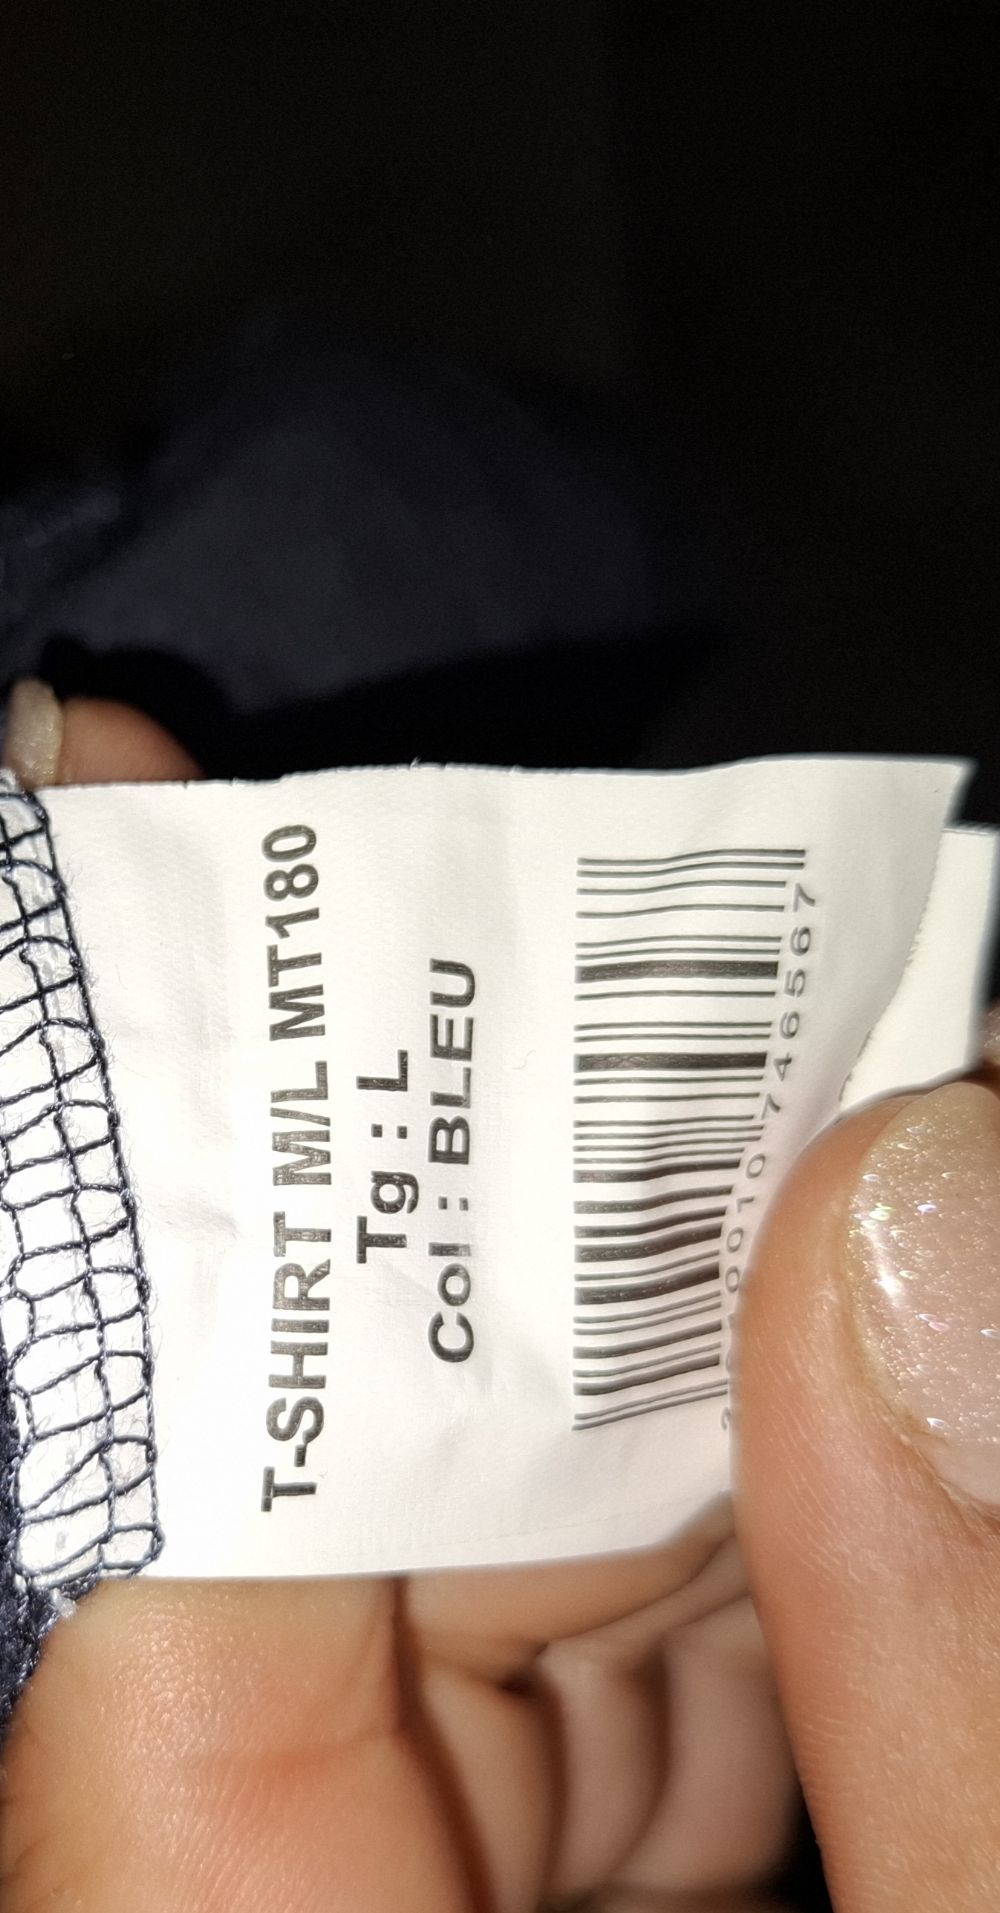 T-SHIRT M/L MT180
Tg : L
Col : BLEU